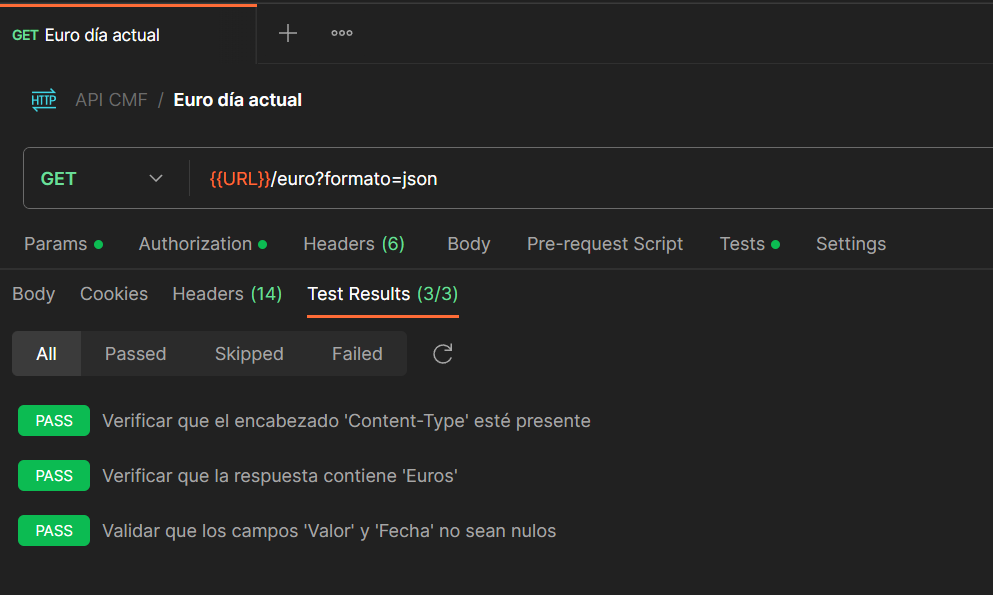 GET Euro día actual
HTTP API CMF / Euro día actual
GET {{URL}}/euro?formato=json
Params Authorization Headers (6) Body Pre-request Script Tests Settings
Body Cookies Headers (14) Test Results (3/3)
All Passed Skipped Failed
PASS Verificar que el encabezado 'Content-Type' esté presente
PASS Verificar que la respuesta contiene 'Euros'
PASS Validar que los campos 'Valor' y 'Fecha' no sean nulos